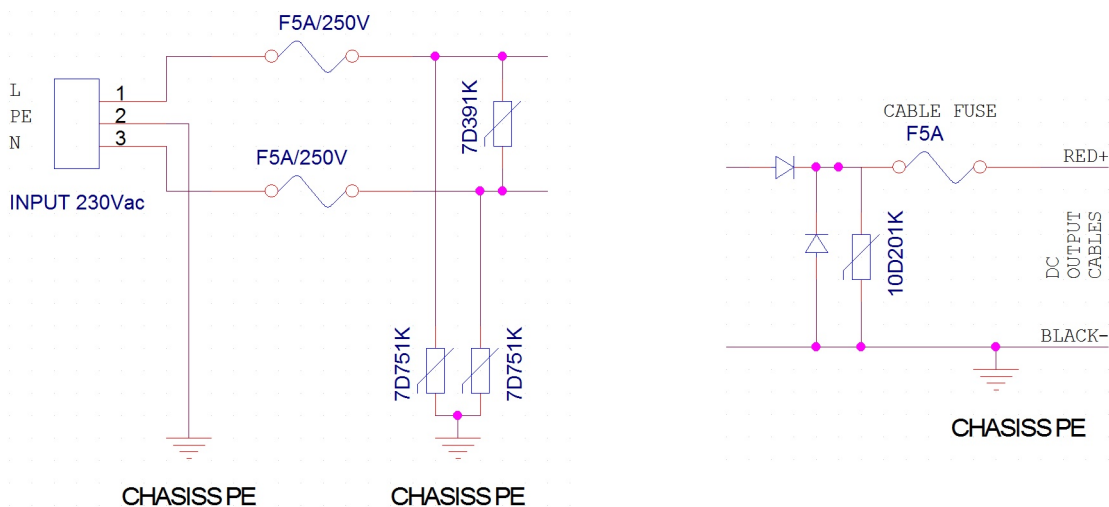 F5A/250V
L
PE
N
1
2
3
INPUT 230Vac
F5A/250V
7D391K
7D751K
7D751K
CHASISS PE
CHASISS PE
CABLE FUSE
F5A
RED+
10D201K
DC
OUTPUT
CABLES
BLACK-
CHASISS PE